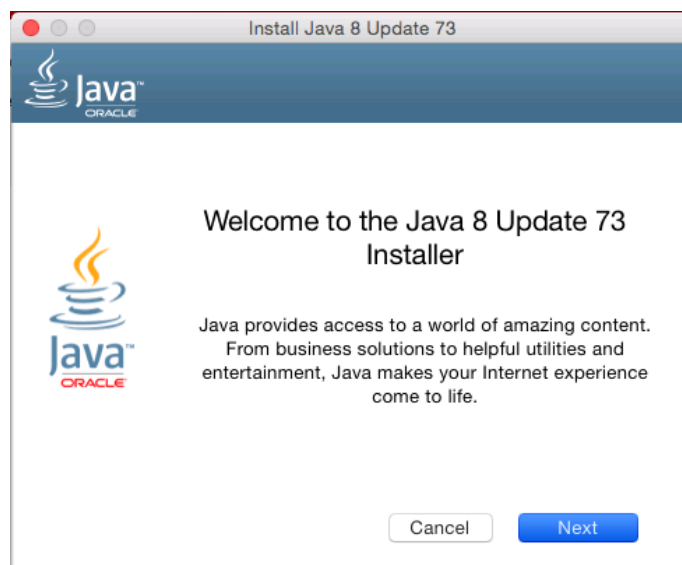 Install Java 8 Update 73
Java™
ORACLE
Welcome to the Java 8 Update 73
Installer
Java™
ORACLE
Java provides access to a world of amazing content.
From business solutions to helpful utilities and
entertainment, Java makes your Internet experience
come to life.
Cancel
Next